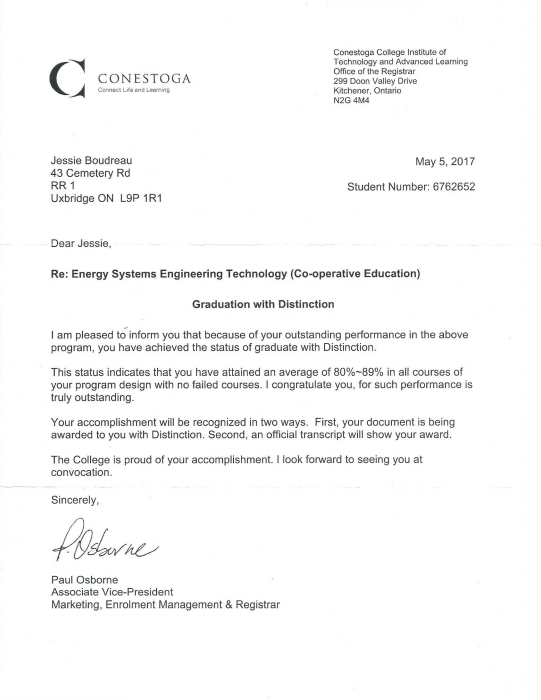 CONESTOGA
Connect Life and Learning
Conestoga College Institute of
Technology and Advanced Learning
Office of the Registrar
299 Doon Valley Drive
Kitchener, Ontario
N2G 4M4
Jessie Boudreau
43 Cemetery Rd
RR 1
Uxbridge ON  L9P 1R1
May 5, 2017
Student Number: 6762652
Dear Jessie,
Re: Energy Systems Engineering Technology (Co-operative Education)
Graduation with Distinction
I am pleased to inform you that because of your outstanding performance in the above
program, you have achieved the status of graduate with Distinction.
This status indicates that you have attained an average of 80%~89% in all courses of
your program design with no failed courses. I congratulate you, for such performance is
truly outstanding.
Your accomplishment will be recognized in two ways.  First, your document is being
awarded to you with Distinction. Second, an official transcript will show your award.
The College is proud of your accomplishment. I look forward to seeing you at
convocation.
Sincerely,
P. Osborne
Paul Osborne
Associate Vice-President
Marketing, Enrolment Management & Registrar